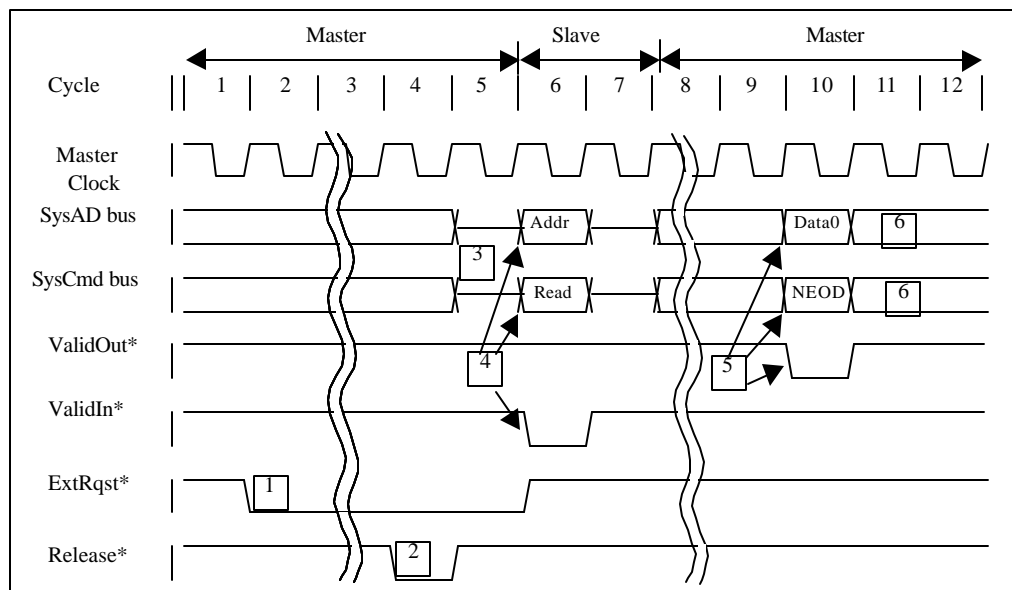 Master Slave Master
Cycle 1 2 3 4 5 6 7 8 9 10 11 12
Master
Clock
SysAD bus Addr Data0 6
3
SysCmd bus Read NEOD 6
ValidOut* 4 5
ValidIn*
ExtRqst* 1
Release* 2